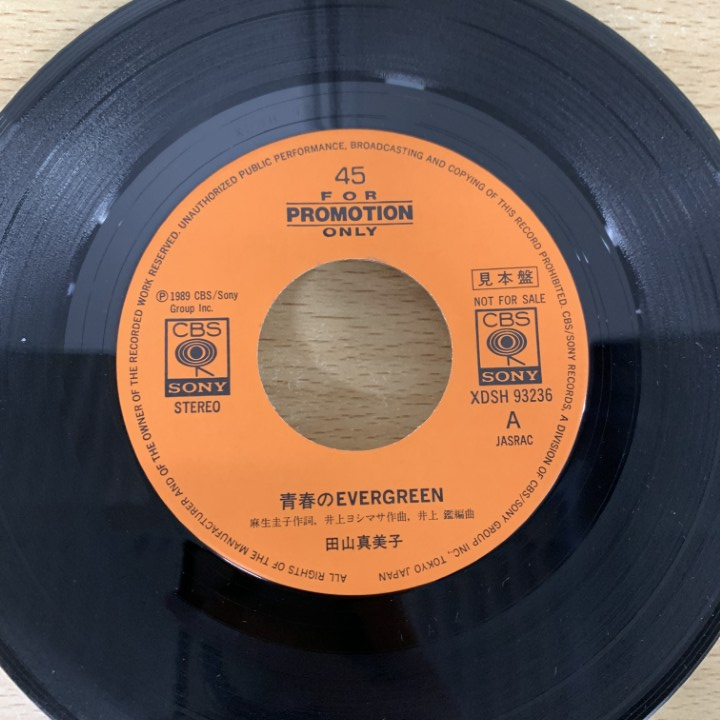 ALL RIGHTS OF THE MANUFACTURER AND OF THE OWNER OF THE RECORDED WORK RESERVED. UNAUTHORIZED PUBLIC PERFORMANCE, BROADCASTING AND COPYING OF THIS RECORD PROHIBITED. CBS/SONY RECORDS, A DIVISION OF CBS/SONY GROUP INC., TOKYO JAPAN
45
FOR
PROMOTION
ONLY
Ⓟ1989 CBS/Sony
Group Inc.
CBS
SONY
STEREO
見本盤
NOT FOR SALE
CBS
SONY
XDSH 93236
A
JASRAC
青春のEVERGREEN
麻生圭子作詞, 井上ヨシマサ作曲, 井上 鑑編曲
田山真美子